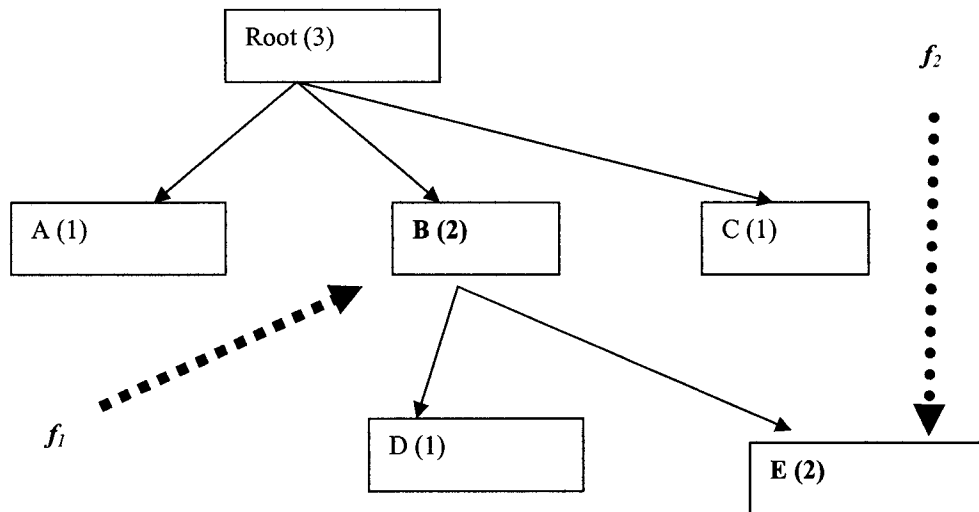 Root (3)
f2
A (1)
B (2)
C (1)
f1
D (1)
E (2)